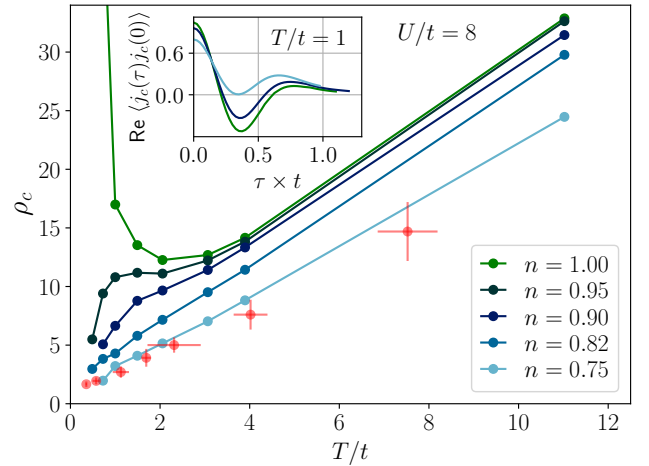 T/t = 1
U/t = 8
Re ⟨j_c(τ)j_c(0)⟩
0.6
0.0
0.0 0.5 1.0
τ × t
ρ_c
30
25
20
15
10
5
0
n = 1.00
n = 0.95
n = 0.90
n = 0.82
n = 0.75
0 2 4 6 8 10 12
T/t